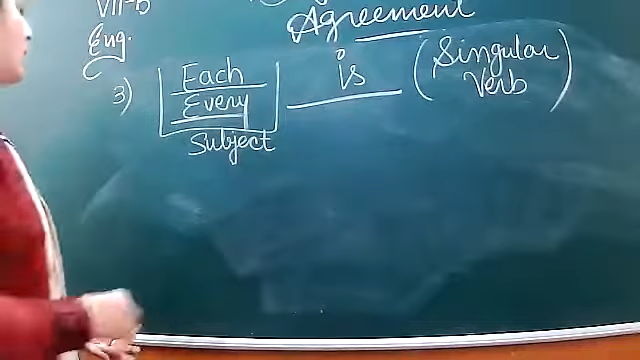 VII-b
Eng.
Agreement
3) Each is (Singular
Every Verb)
Subject